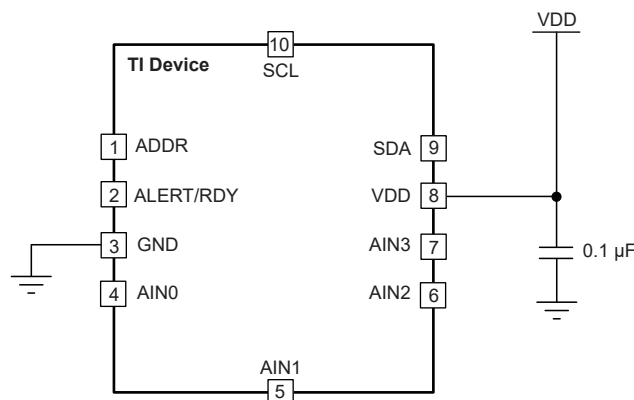 VDD
10
TI Device
SCL
1 ADDR
SDA 9
2 ALERT/RDY
VDD 8
3 GND
AIN3 7
0.1 µF
4 AIN0
AIN2 6
AIN1
5